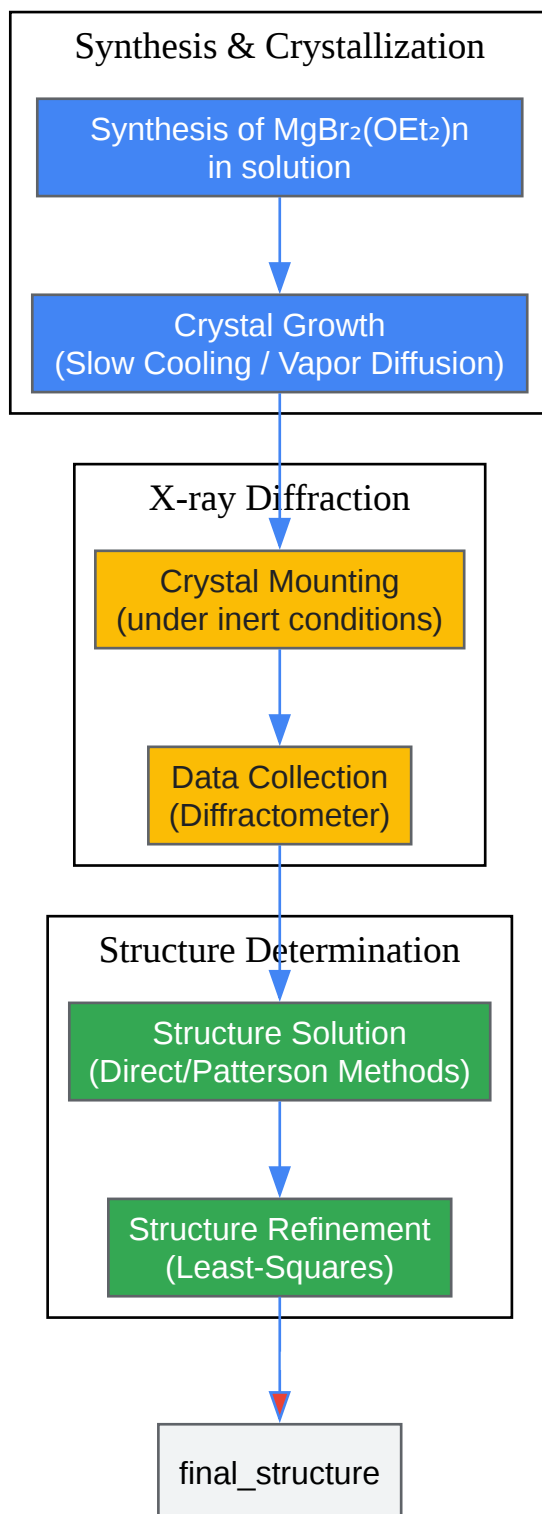 Synthesis & Crystallization
Synthesis of MgBr₂(OEt₂)n
in solution
Crystal Growth
(Slow Cooling / Vapor Diffusion)
X-ray Diffraction
Crystal Mounting
(under inert conditions)
Data Collection
(Diffractometer)
Structure Determination
Structure Solution
(Direct/Patterson Methods)
Structure Refinement
(Least-Squares)
final_structure